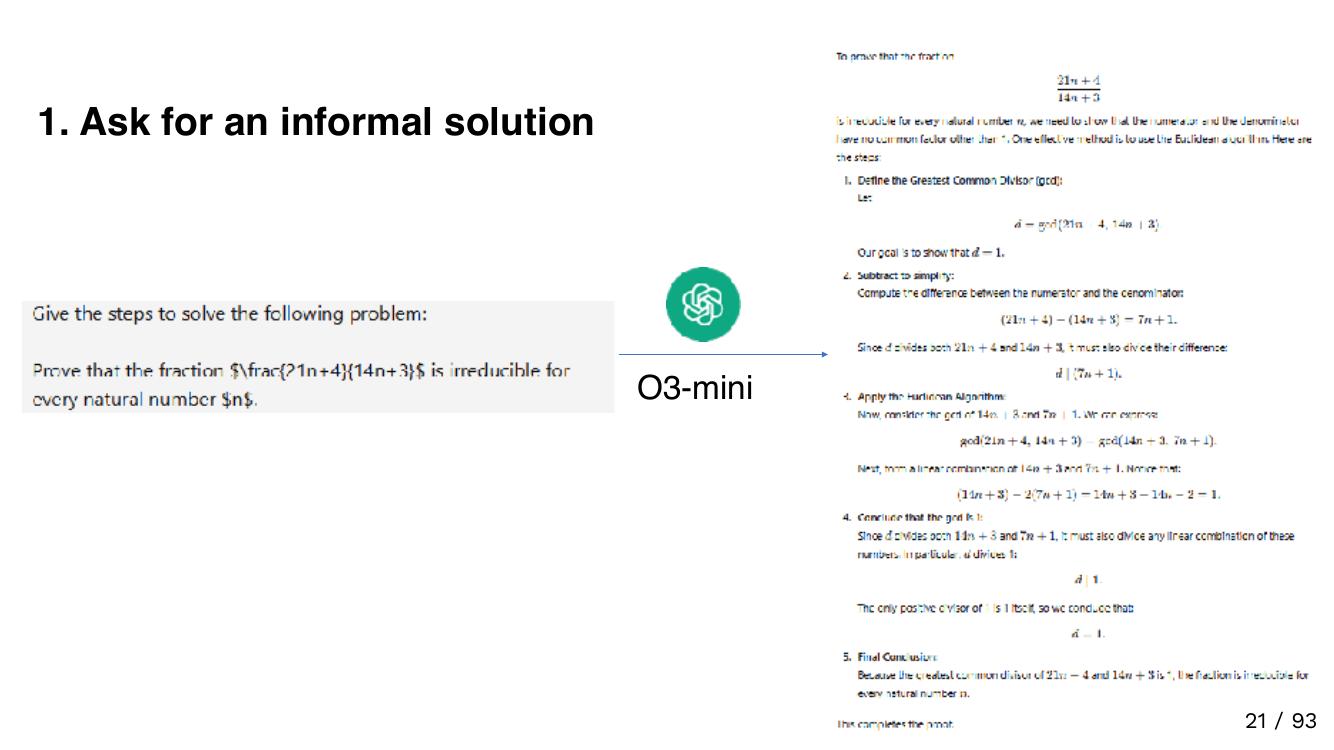 1. Ask for an informal solution
Give the steps to solve the following problem:
Prove that the fraction $\frac{21n+4}{14n+3}$ is irreducible for
every natural number $n$.
O3-mini
To prove that the fraction
21n + 4
14n + 3
is irreducible for every natural number n, we need to show that the numerator and the denominator
have no common factor other than 1. One effective method is to use the Euclidean algorithm. Here are
the steps:
1. Define the Greatest Common Divisor (gcd):
Let
d = gcd(21n + 4, 14n + 3).
Our goal is to show that d = 1.
2. Subtract to simplify:
Compute the difference between the numerator and the denominator:
(21n + 4) − (14n + 3) = 7n + 1.
Since d divides both 21n + 4 and 14n + 3, it must also divide their difference:
d | (7n + 1).
3. Apply the Euclidean Algorithm:
Now, consider the gcd of 14n + 3 and 7n + 1. We can express:
gcd(21n + 4, 14n + 3) = gcd(14n + 3, 7n + 1).
Next, form a linear combination of 14n + 3 and 7n + 1. Notice that:
(14n + 3) − 2(7n + 1) = 14n + 3 − 14n − 2 = 1.
4. Conclude that the gcd is 1:
Since d divides both 14n + 3 and 7n + 1, it must also divide any linear combination of these
numbers. In particular, d divides 1:
d | 1.
The only positive divisor of 1 is 1 itself, so we conclude that:
d = 1.
5. Final Conclusion:
Because the greatest common divisor of 21n + 4 and 14n + 3 is 1, the fraction is irreducible for
every natural number n.
This completes the proof.
21 / 93